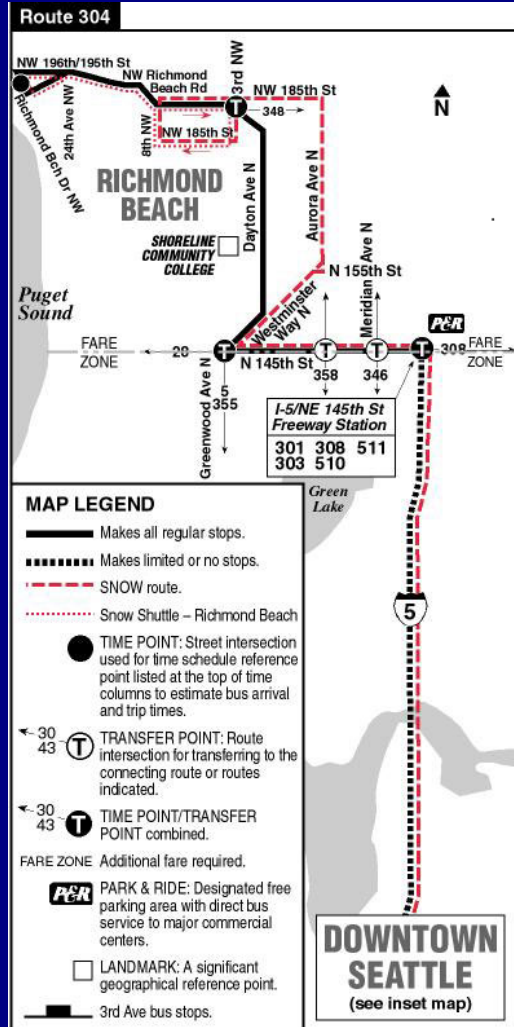 Route 304
NW 196th/195th St
NW Richmond
Beach Rd
3rd NW
NW 185th St
348
N
Richmond Bch Dr NW
24th Ave NW
8th NW
NW 185th St
RICHMOND
BEACH
Dayton Ave N
Aurora Ave N
SHORELINE
COMMUNITY
COLLEGE
Meridian Ave N
N 155th St
Westminster
Way N
Puget
Sound
P&R
FARE
ZONE
28
T
N 145th St
T
T
T
308
FARE
ZONE
358
346
5
355
Greenwood Ave N
I-5/NE 145th St
Freeway Station
301 308 511
303 510
Green
Lake
5
MAP LEGEND
Makes all regular stops.
Makes limited or no stops.
SNOW route.
Snow Shuttle – Richmond Beach
TIME POINT: Street intersection
used for time schedule reference
point listed at the top of time
columns to estimate bus arrival
and trip times.
30
43
T
TRANSFER POINT: Route
intersection for transferring to the
connecting route or routes
indicated.
30
43
T
TIME POINT/TRANSFER
POINT combined.
FARE ZONE Additional fare required.
P&R
PARK & RIDE: Designated free
parking area with direct bus
service to major commercial
centers.
LANDMARK: A significant
geographical reference point.
3rd Ave bus stops.
DOWNTOWN
SEATTLE
(see inset map)
T